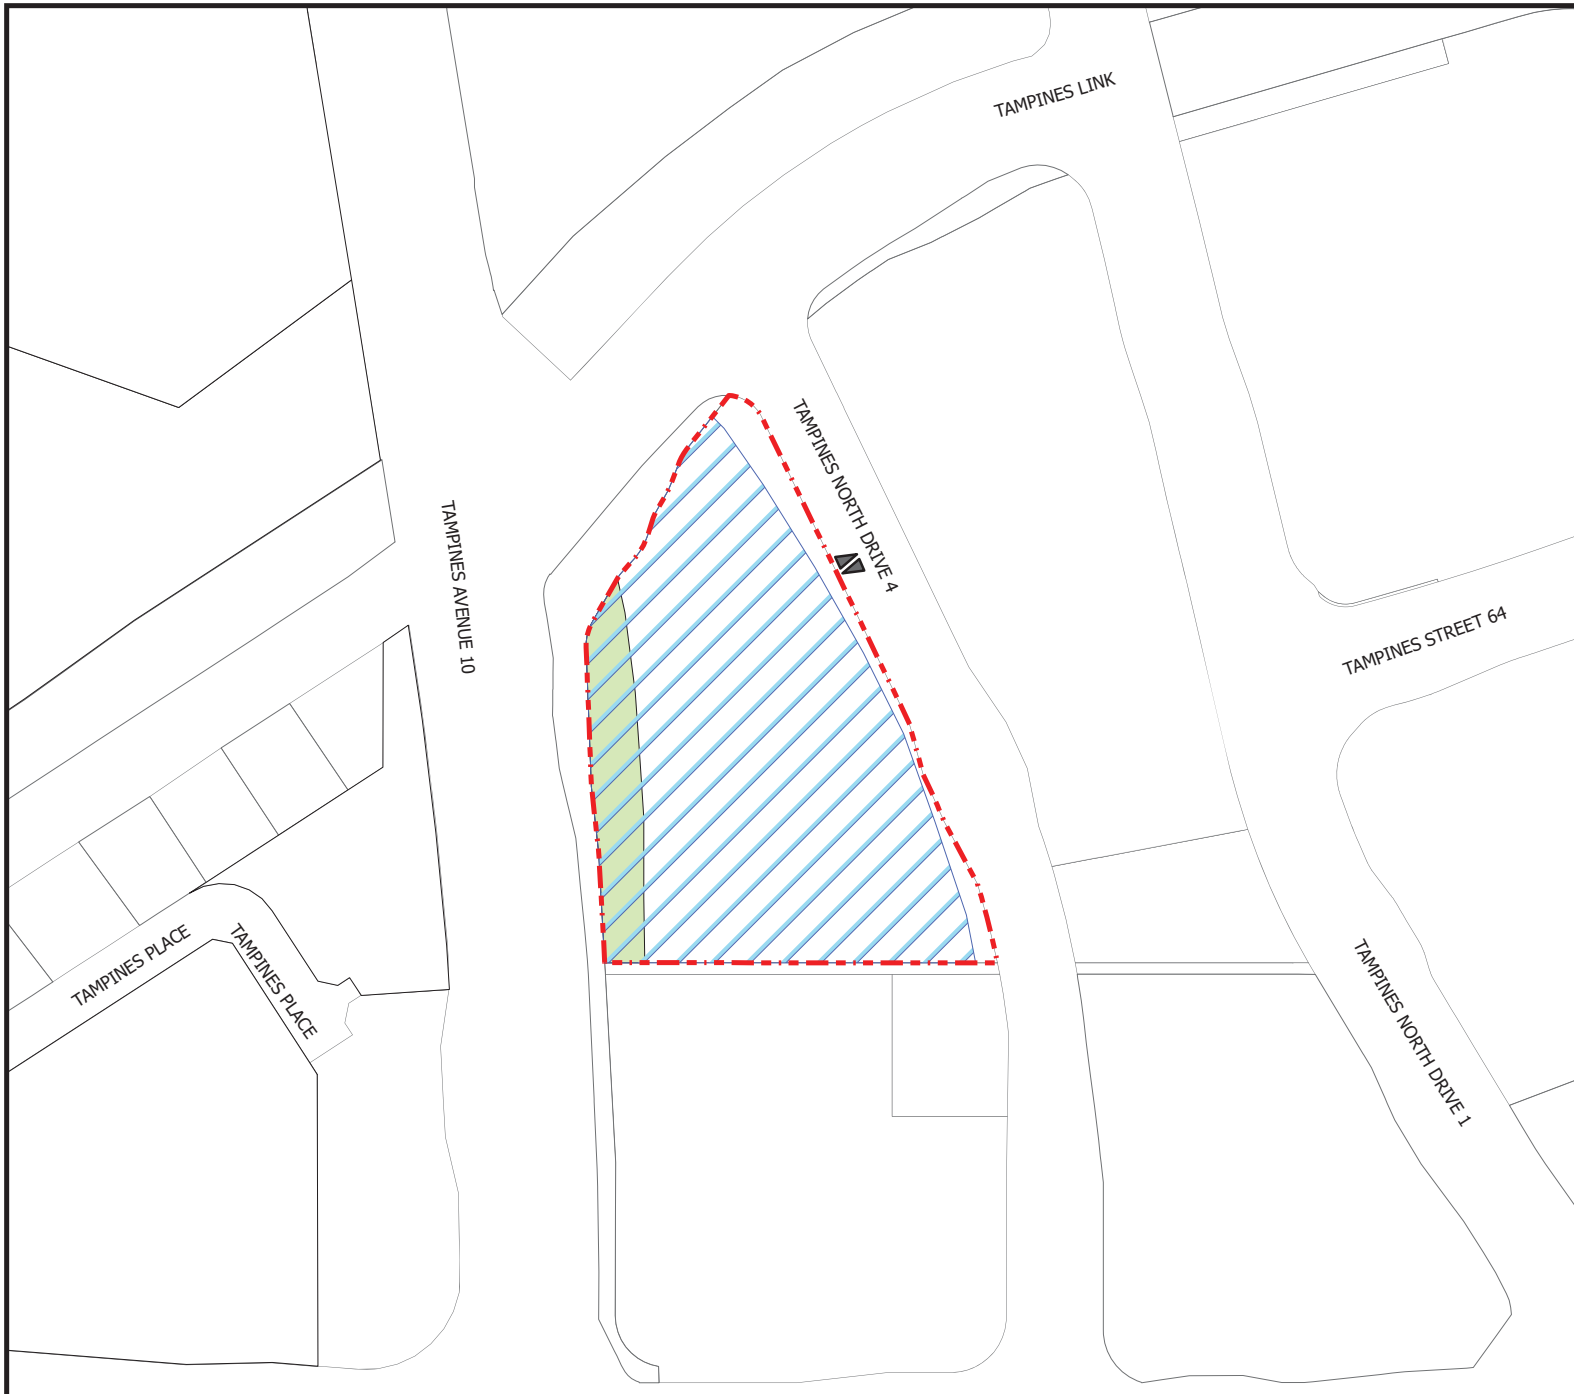 TAMPINES LINK
TAMPINES NORTH DRIVE 4
TAMPINES AVENUE 10
TAMPINES STREET 64
TAMPINES PLACE
TAMPINES PLACE
TAMPINES NORTH DRIVE 1